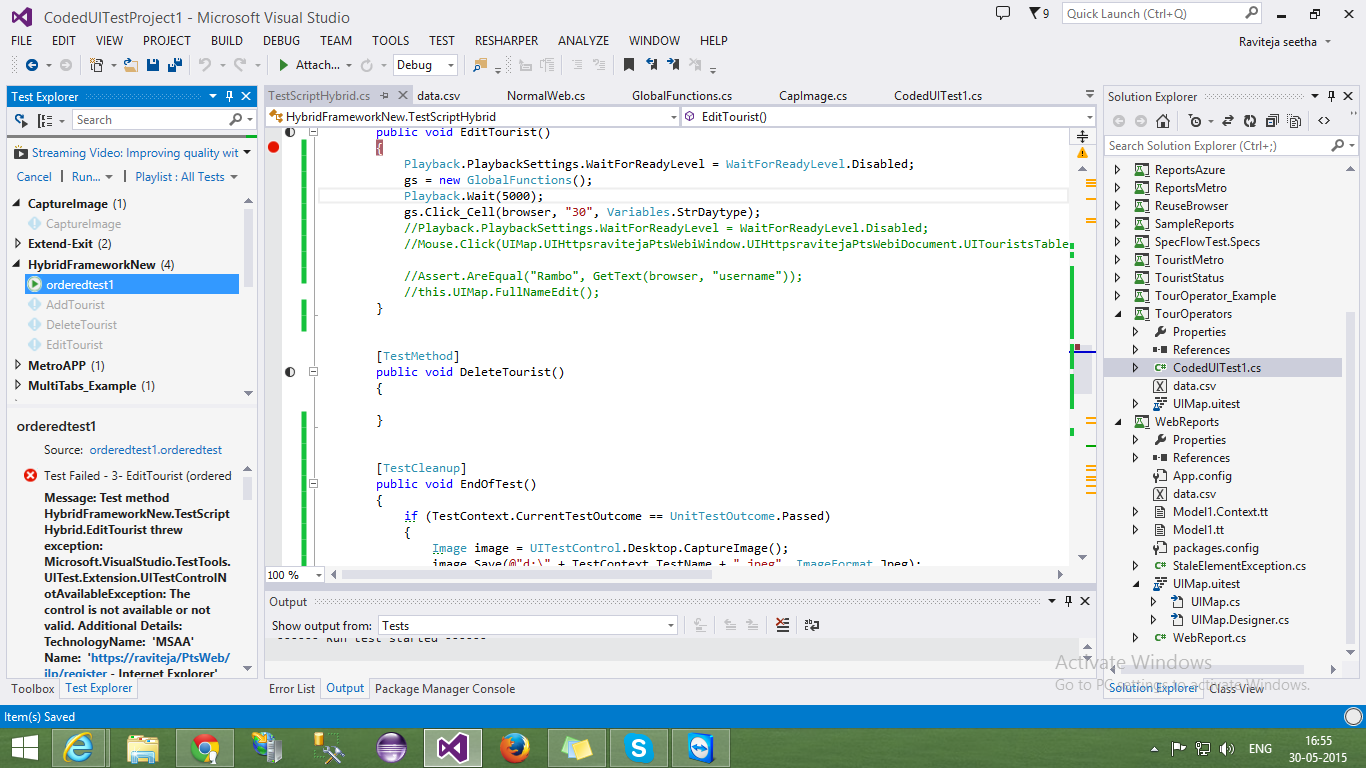 CodedUITestProject1 - Microsoft Visual Studio
9
Quick Launch (Ctrl+Q)
FILE EDIT VIEW PROJECT BUILD DEBUG TEAM TOOLS TEST RESHARPER ANALYZE WINDOW HELP
Raviteja seetha
Attach...
Debug
Test Explorer
Search
Streaming Video: Improving quality wit
Cancel Run... Playlist : All Tests
CaptureImage (1)
CaptureImage
Extend-Exit (2)
HybridFrameworkNew (4)
orderedtest1
AddTourist
DeleteTourist
EditTourist
MetroAPP (1)
MultiTabs_Example (1)
orderedtest1
Source: orderedtest1.orderedtest
Test Failed - 3- EditTourist (ordered
Message: Test method
HybridFrameworkNew.TestScript
Hybrid.EditTourist threw
exception:
Microsoft.VisualStudio.TestTools.
UITest.Extension.UITestControlN
otAvailableException: The
control is not available or not
valid. Additional Details:
TechnologyName: 'MSAA'
Name: 'https://raviteja/PtsWeb/
ilp/register - Internet Explorer'
Toolbox Test Explorer
TestScriptHybrid.cs data.csv NormalWeb.cs GlobalFunctions.cs CapImage.cs CodedUITest1.cs
HybridFrameworkNew.TestScriptHybrid EditTourist()
public void EditTourist()
{
Playback.PlaybackSettings.WaitForReadyLevel = WaitForReadyLevel.Disabled;
gs = new GlobalFunctions();
Playback.Wait(5000);
gs.Click_Cell(browser, "30", Variables.StrDaytype);
//Playback.PlaybackSettings.WaitForReadyLevel = WaitForReadyLevel.Disabled;
//Mouse.Click(UIMap.UIHttpsravitejaPtsWebiWindow.UIHttpsravitejaPtsWebiDocument.UITouristsTable
//Assert.AreEqual("Rambo", GetText(browser, "username"));
//this.UIMap.FullNameEdit();
}
[TestMethod]
public void DeleteTourist()
{
}
[TestCleanup]
public void EndOfTest()
{
if (TestContext.CurrentTestOutcome == UnitTestOutcome.Passed)
{
Image image = UITestControl.Desktop.CaptureImage();
image.Save(@"d:\" + TestContext.TestName + ".jpeg", ImageFormat.Jpeg);
100 %
Output
Show output from: Tests
------ Run test started ------
Error List Output Package Manager Console
Solution Explorer
Search Solution Explorer (Ctrl+;)
ReportsAzure
ReportsMetro
ReuseBrowser
SampleReports
SpecFlowTest.Specs
TouristMetro
TouristStatus
TourOperator_Example
TourOperators
Properties
References
CodedUITest1.cs
data.csv
UIMap.uitest
WebReports
Properties
References
App.config
data.csv
Model1.Context.tt
Model1.tt
packages.config
StaleElementException.cs
UIMap.uitest
UIMap.cs
UIMap.Designer.cs
WebReport.cs
Activate Windows
Go to PC settings to activate Windows.
Solution Explorer Class View
Item(s) Saved
ENG
16:55
30-05-2015